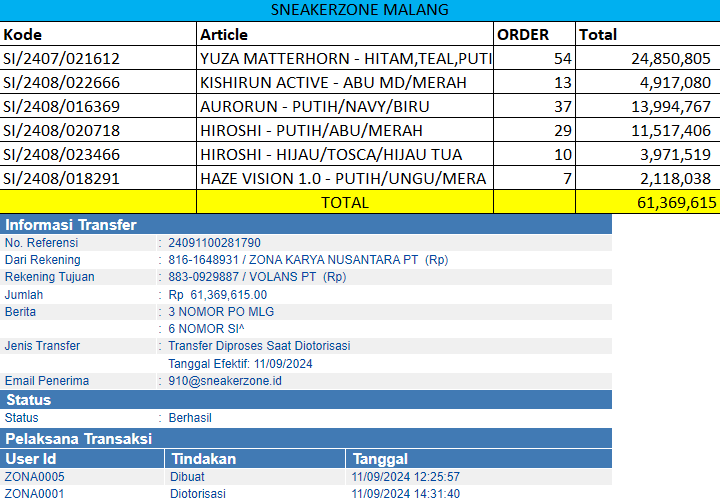 SNEAKERZONE MALANG
Kode Article ORDER Total
SI/2407/021612 YUZA MATTERHORN - HITAM,TEAL,PUTI 54 24,850,805
SI/2408/022666 KISHIRUN ACTIVE - ABU MD/MERAH 13 4,917,080
SI/2408/016369 AURORUN - PUTIH/NAVY/BIRU 37 13,994,767
SI/2408/020718 HIROSHI - PUTIH/ABU/MERAH 29 11,517,406
SI/2408/023466 HIROSHI - HIJAU/TOSCA/HIJAU TUA 10 3,971,519
SI/2408/018291 HAZE VISION 1.0 - PUTIH/UNGU/MERA 7 2,118,038
TOTAL 61,369,615
Informasi Transfer
No. Referensi : 24091100281790
Dari Rekening : 816-1648931 / ZONA KARYA NUSANTARA PT (Rp)
Rekening Tujuan : 883-0929887 / VOLANS PT (Rp)
Jumlah : Rp 61,369,615.00
Berita : 3 NOMOR PO MLG
: 6 NOMOR SI^
Jenis Transfer : Transfer Diproses Saat Diotorisasi
Tanggal Efektif: 11/09/2024
Email Penerima : 910@sneakerzone.id
Status
Status : Berhasil
Pelaksana Transaksi
User Id Tindakan Tanggal
ZONA0005 Dibuat 11/09/2024 12:25:57
ZONA0001 Diotorisasi 11/09/2024 14:31:40